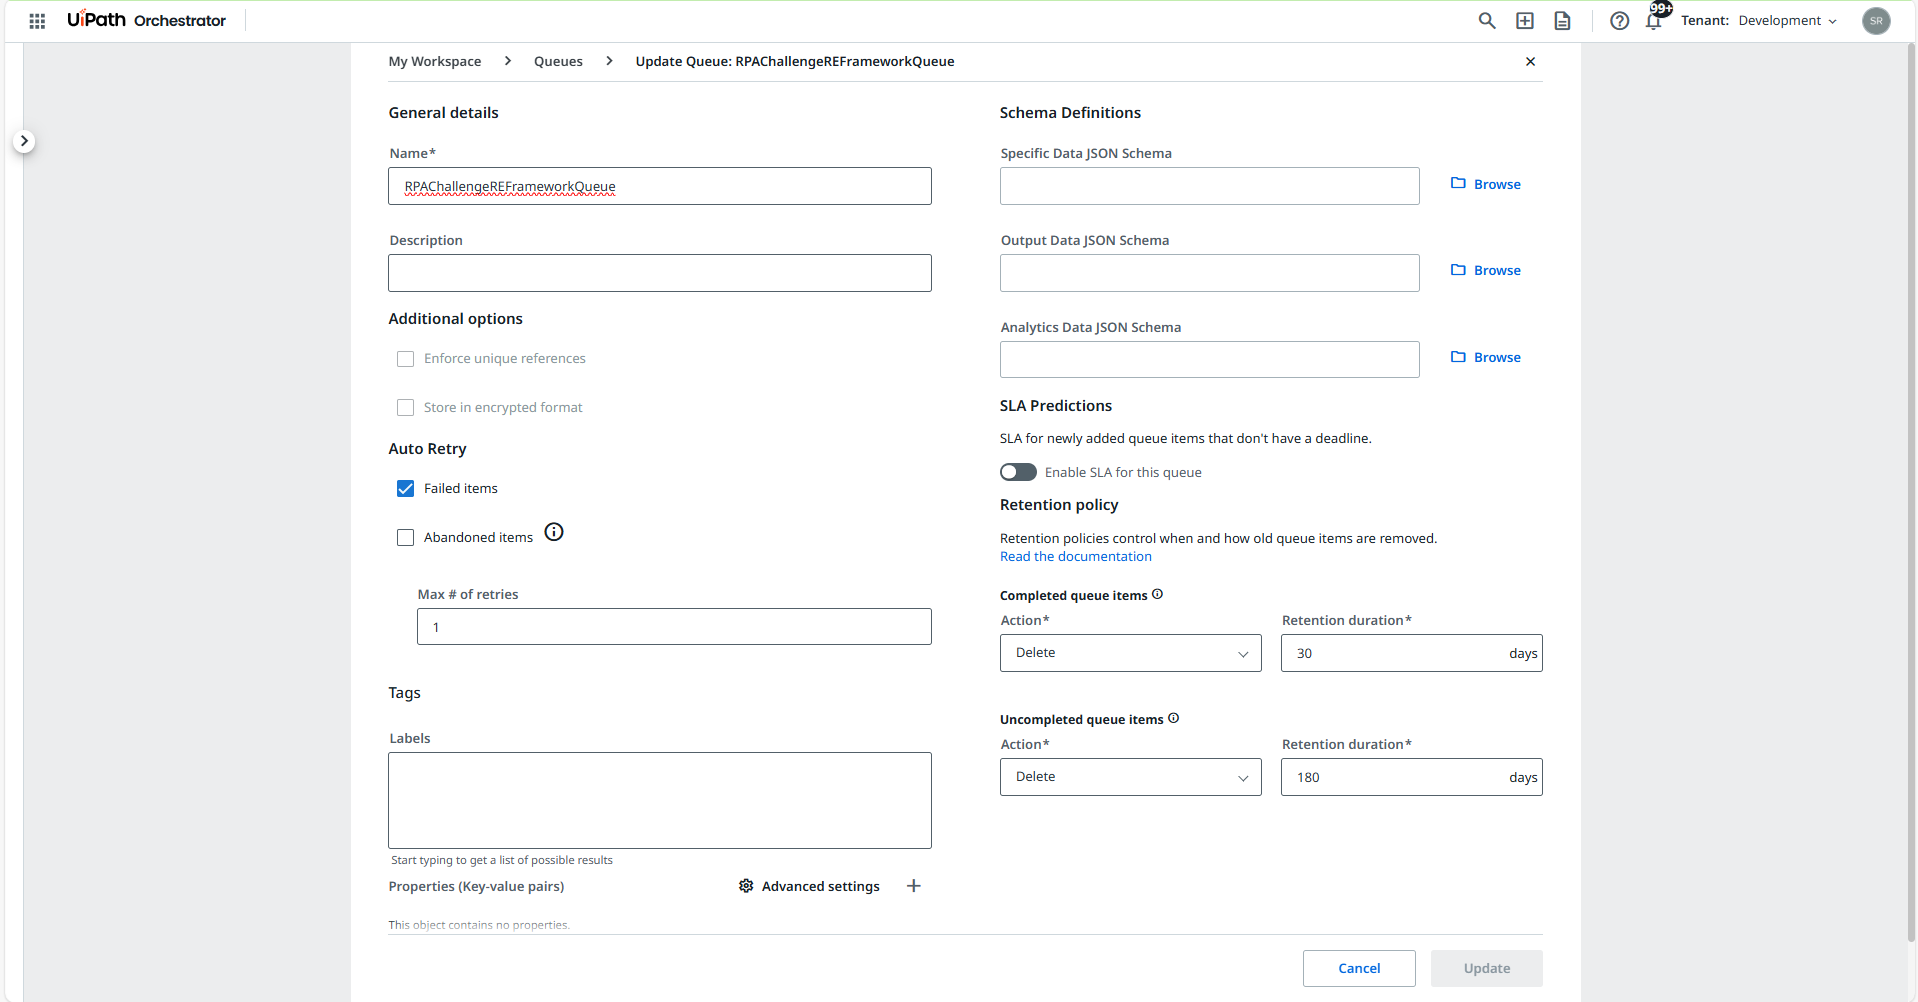 UiPath Orchestrator
99+
Tenant: Development
SR
My Workspace > Queues > Update Queue: RPAChallengeREFrameworkQueue
General details
Name*
RPAChallengeREFrameworkQueue
Description
Additional options
Enforce unique references
Store in encrypted format
Auto Retry
Failed items
Abandoned items
Max # of retries
1
Tags
Labels
Start typing to get a list of possible results
Properties (Key-value pairs)
Advanced settings
This object contains no properties.
Schema Definitions
Specific Data JSON Schema
Browse
Output Data JSON Schema
Browse
Analytics Data JSON Schema
Browse
SLA Predictions
SLA for newly added queue items that don't have a deadline.
Enable SLA for this queue
Retention policy
Retention policies control when and how old queue items are removed.
Read the documentation
Completed queue items
Action* Retention duration*
Delete 30 days
Uncompleted queue items
Action* Retention duration*
Delete 180 days
Cancel Update